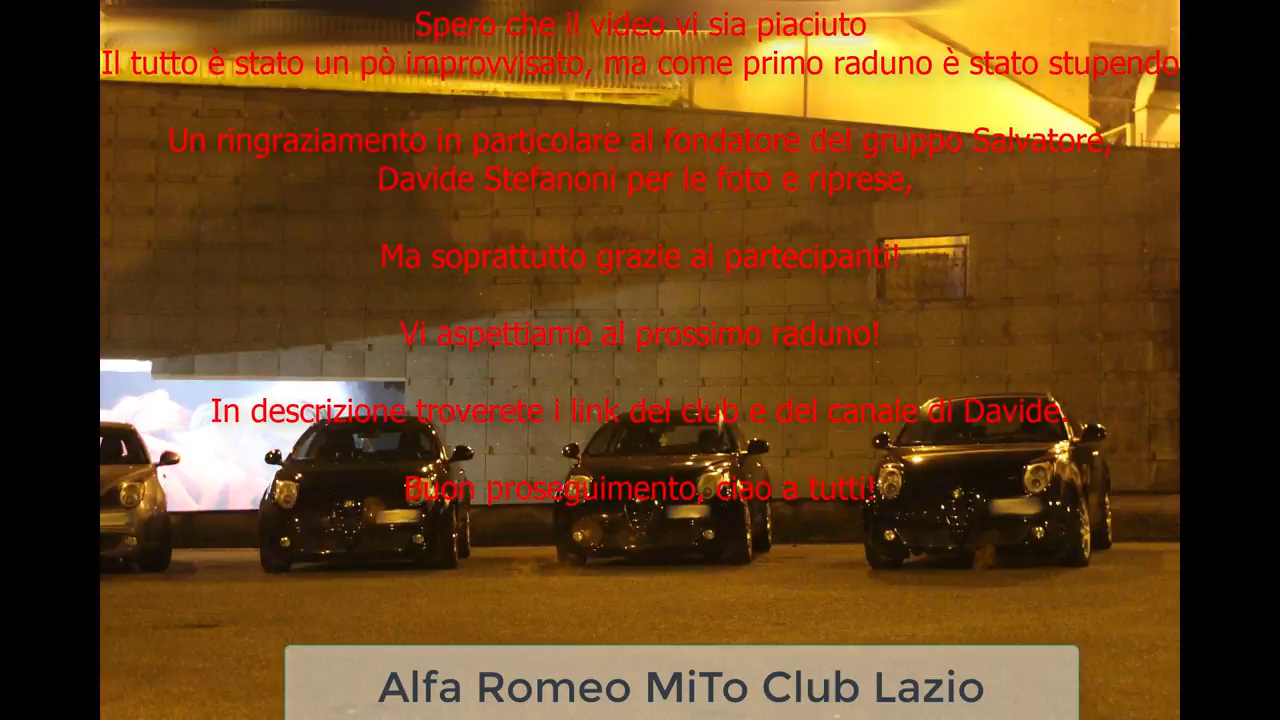 Spero che il video vi sia piaciuto
Il tutto è stato un pò improvvisato, ma come primo raduno è stato stupendo
Un ringraziamento in particolare al fondatore del gruppo Salvatore,
Davide Stefanoni per le foto e riprese,
Ma soprattutto grazie ai partecipanti!
Vi aspettiamo al prossimo raduno!
In descrizione troverete i link del club e del canale di Davide
Buon proseguimento, ciao a tutti!
Alfa Romeo MiTo Club Lazio